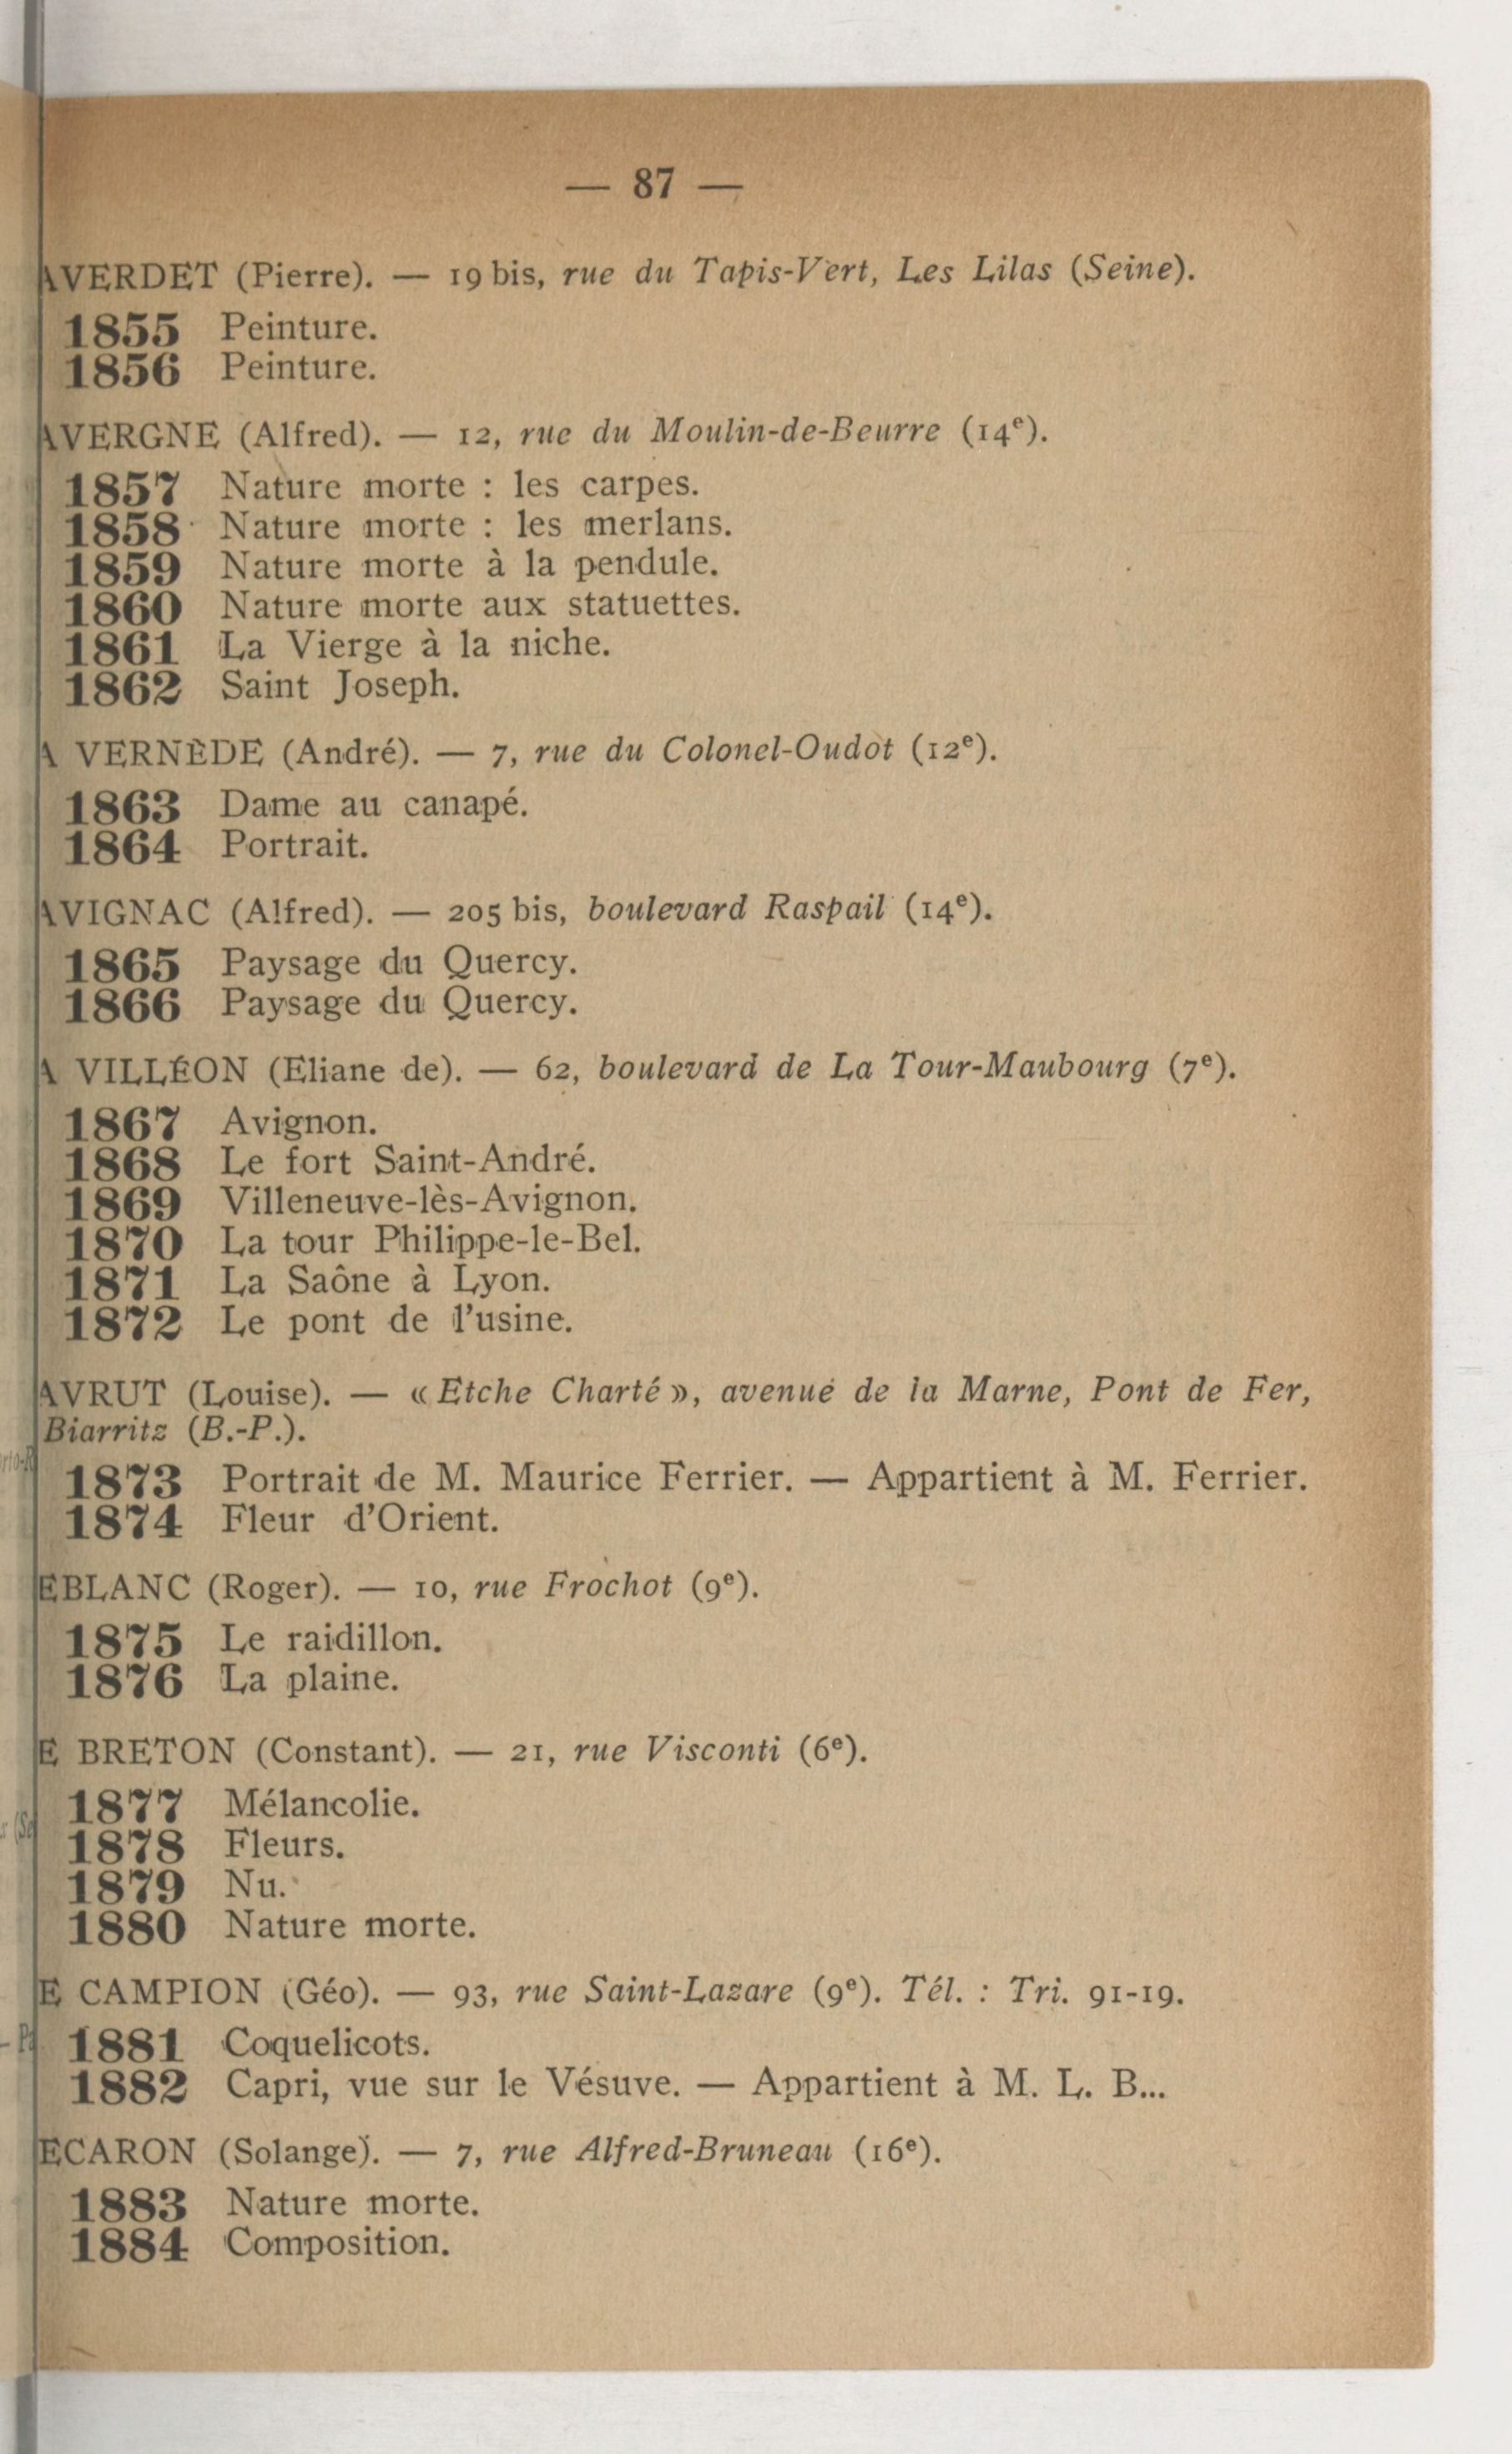 — 87 —
AVERDET (Pierre). — 19 bis, rue du Tapis-Vert, Les Lilas (Seine).
1855 Peinture.
1856 Peinture.
AVERGNE (Alfred). — 12, rue du Moulin-de-Beurre (14e).
1857 Nature morte : les carpes.
1858 Nature morte : les merlans.
1859 Nature morte à la pendule.
1860 Nature morte aux statuettes.
1861 La Vierge à la niche.
1862 Saint Joseph.
A VERNÈDE (André). — 7, rue du Colonel-Oudot (12e).
1863 Dame au canapé.
1864 Portrait.
AVIGNAC (Alfred). — 205 bis, boulevard Raspail (14e).
1865 Paysage du Quercy.
1866 Paysage du Quercy.
A VILLÉON (Eliane de). — 62, boulevard de La Tour-Maubourg (7e).
1867 Avignon.
1868 Le fort Saint-André.
1869 Villeneuve-lès-Avignon.
1870 La tour Philippe-le-Bel.
1871 La Saône à Lyon.
1872 Le pont de l'usine.
AVRUT (Louise). — « Etche Charté », avenue de la Marne, Pont de Fer,
Biarritz (B.-P.).
1873 Portrait de M. Maurice Ferrier. — Appartient à M. Ferrier.
1874 Fleur d'Orient.
EBLANC (Roger). — 10, rue Frochot (9e).
1875 Le raidillon.
1876 La plaine.
E BRETON (Constant). — 21, rue Visconti (6e).
1877 Mélancolie.
1878 Fleurs.
1879 Nu.
1880 Nature morte.
E CAMPION (Géo). — 93, rue Saint-Lazare (9e). Tél. : Tri. 91-19.
1881 Coquelicots.
1882 Capri, vue sur le Vésuve. — Appartient à M. L. B...
ECARON (Solange). — 7, rue Alfred-Bruneau (16e).
1883 Nature morte.
1884 Composition.